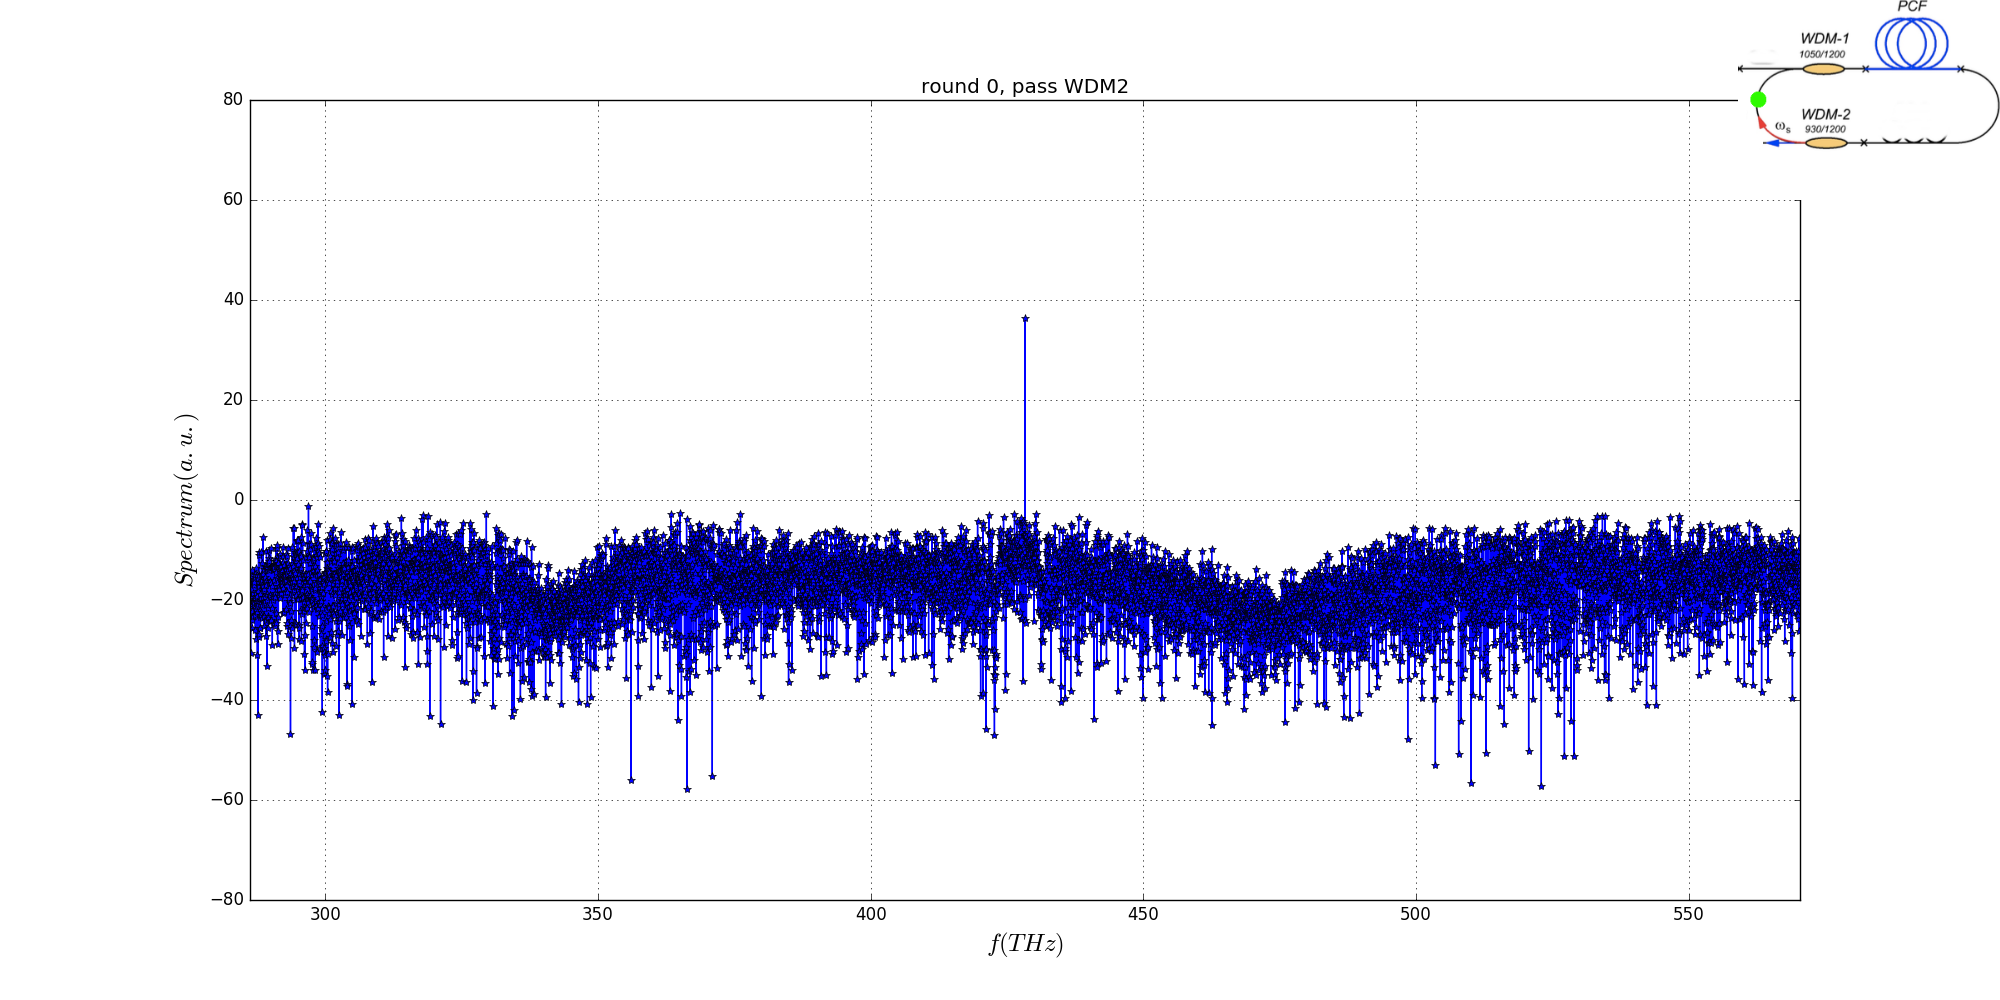 PCF
WDM-1
1050/1200
WDM-2
930/1200
ωs
round 0, pass WDM2
80
60
40
20
0
−20
−40
−60
−80
Spectrum(a. u. )
300 350 400 450 500 550
f(THz)